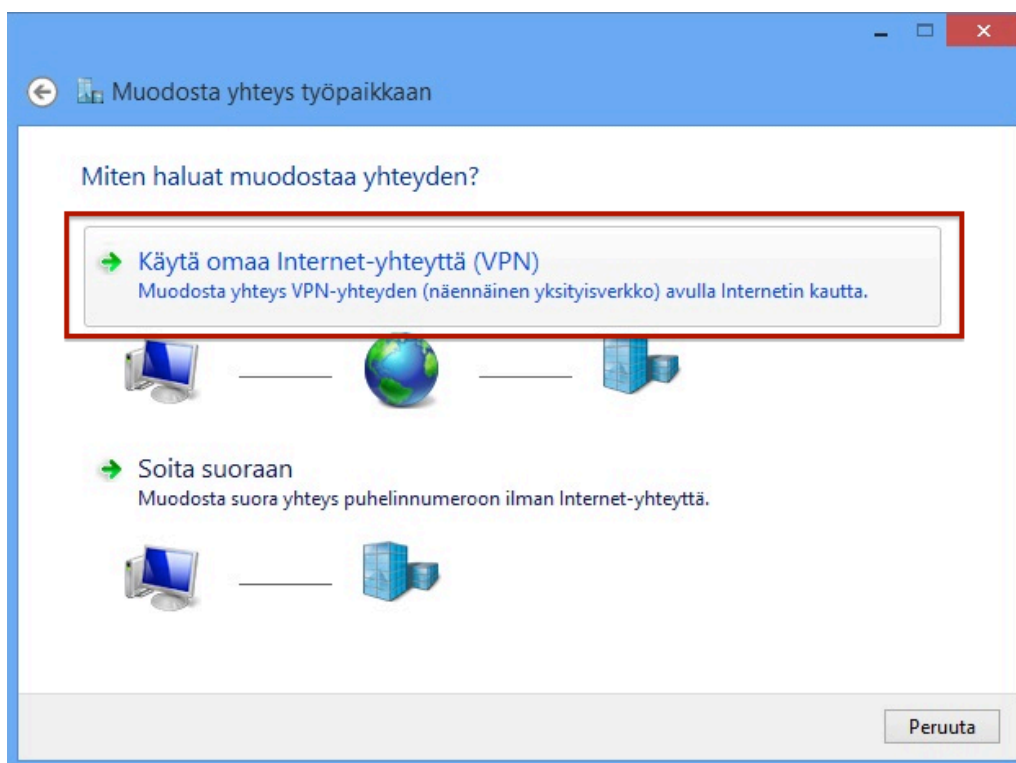 Muodosta yhteys työpaikkaan
Miten haluat muodostaa yhteyden?
Käytä omaa Internet-yhteyttä (VPN)
Muodosta yhteys VPN-yhteyden (näennäinen yksityisverkko) avulla Internetin kautta.
Soita suoraan
Muodosta suora yhteys puhelinnumeroon ilman Internet-yhteyttä.
Peruuta